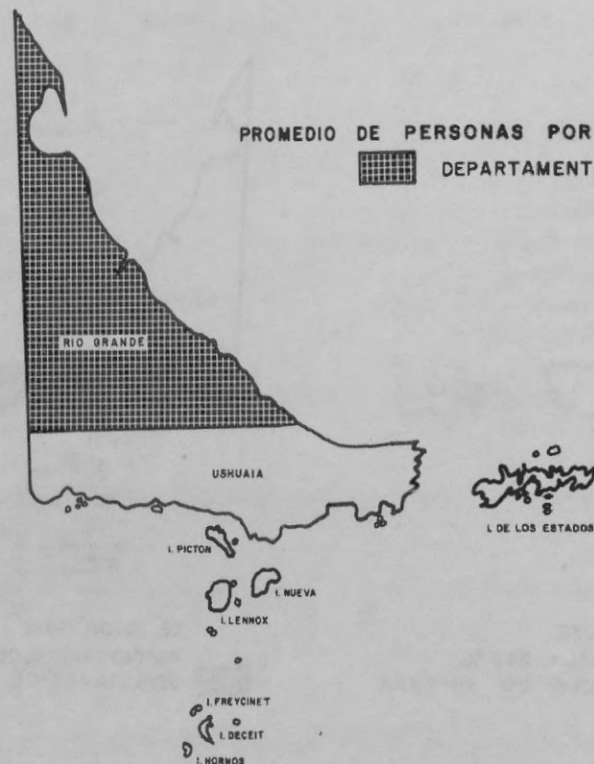 PROMEDIO DE PERSONAS POR
DEPARTAMENT
RIO GRANDE
USHUAIA
I. DE LOS ESTADOS
I. PICTON
I. NUEVA
I. LENNOX
I. FREYCINET
I. DECEIT
I. HORNOS